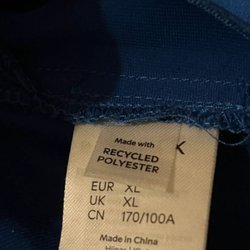 Made with
RECYCLED
POLYESTER
K
EUR XL
UK XL
CN 170/100A
Made in China